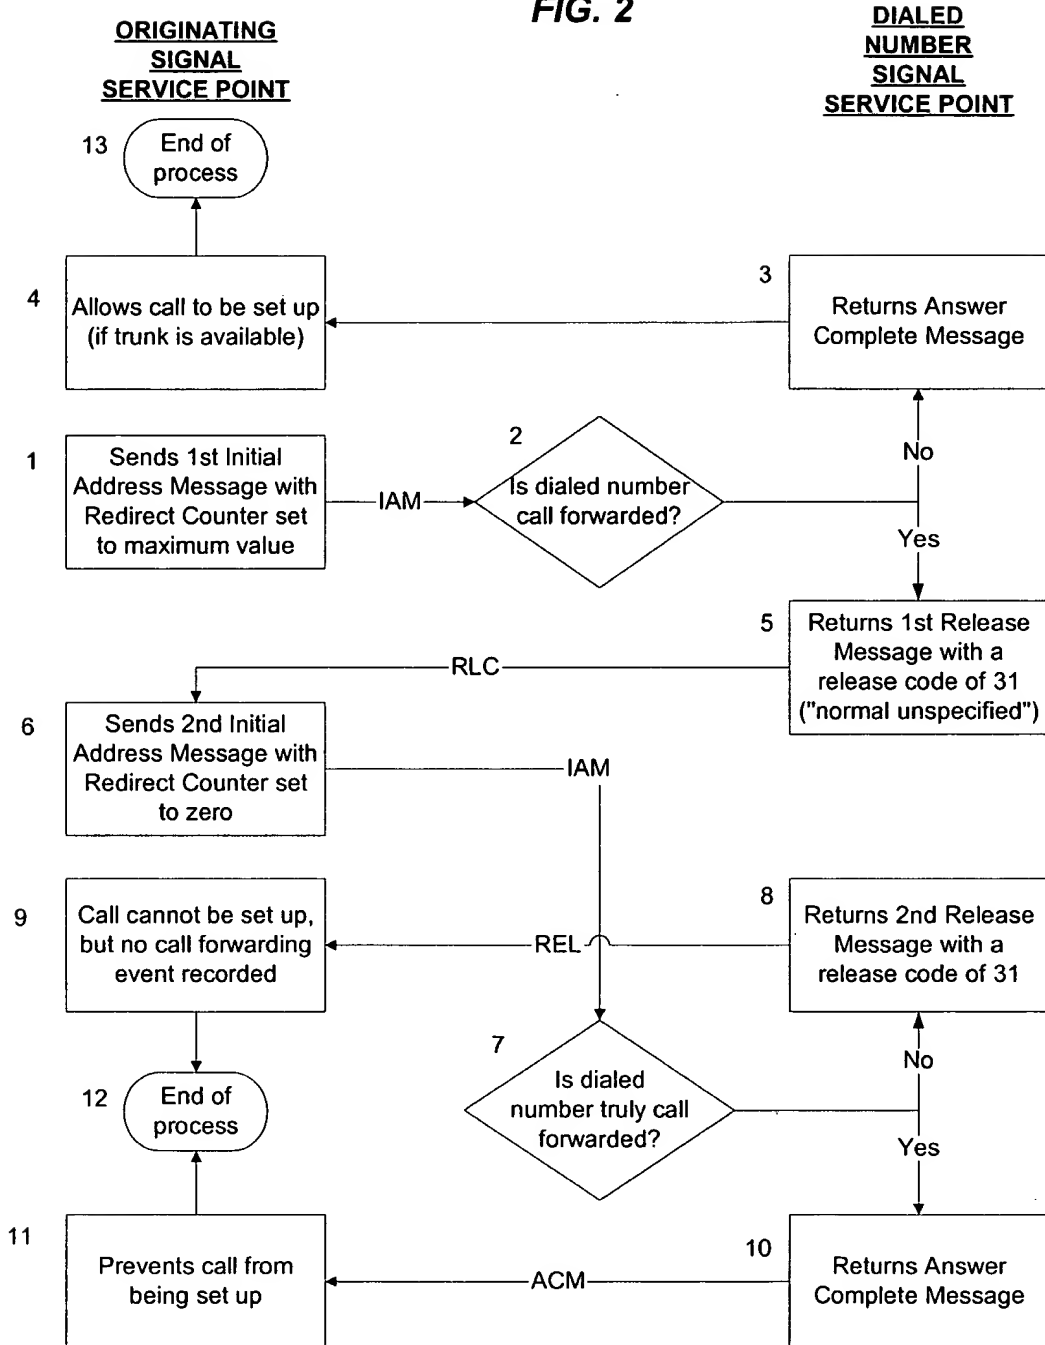 FIG. 2
ORIGINATING
SIGNAL
SERVICE POINT
DIALED
NUMBER
SIGNAL
SERVICE POINT
13
End of
process
4
Allows call to be set up
(if trunk is available)
3
Returns Answer
Complete Message
1
Sends 1st Initial
Address Message with
Redirect Counter set
to maximum value
IAM
2
Is dialed number
call forwarded?
No
Yes
5
Returns 1st Release
Message with a
release code of 31
("normal unspecified")
RLC
6
Sends 2nd Initial
Address Message with
Redirect Counter set
to zero
IAM
9
Call cannot be set up,
but no call forwarding
event recorded
REL
8
Returns 2nd Release
Message with a
release code of 31
7
Is dialed
number truly call
forwarded?
No
Yes
12
End of
process
11
Prevents call from
being set up
ACM
10
Returns Answer
Complete Message